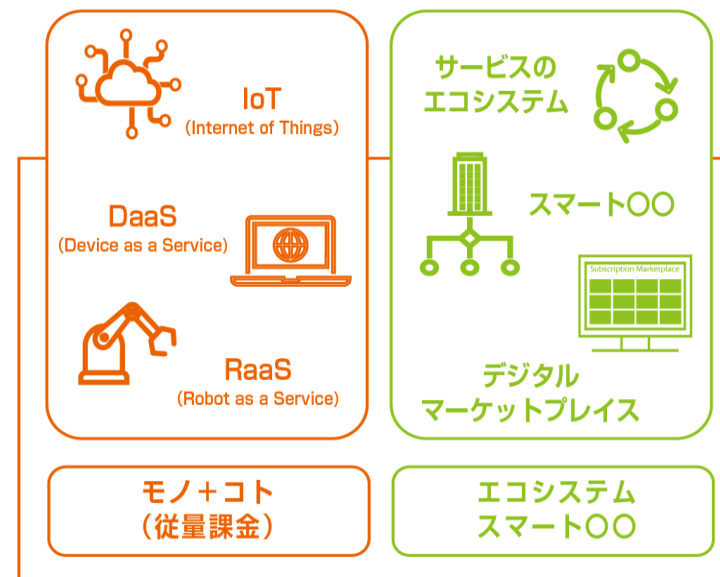 IoT
(Internet of Things)
DaaS
(Device as a Service)
RaaS
(Robot as a Service)
モノ＋コト
（従量課金）
サービスの
エコシステム
スマート〇〇
Subscription Marketplace
デジタル
マーケットプレイス
エコシステム
スマート〇〇